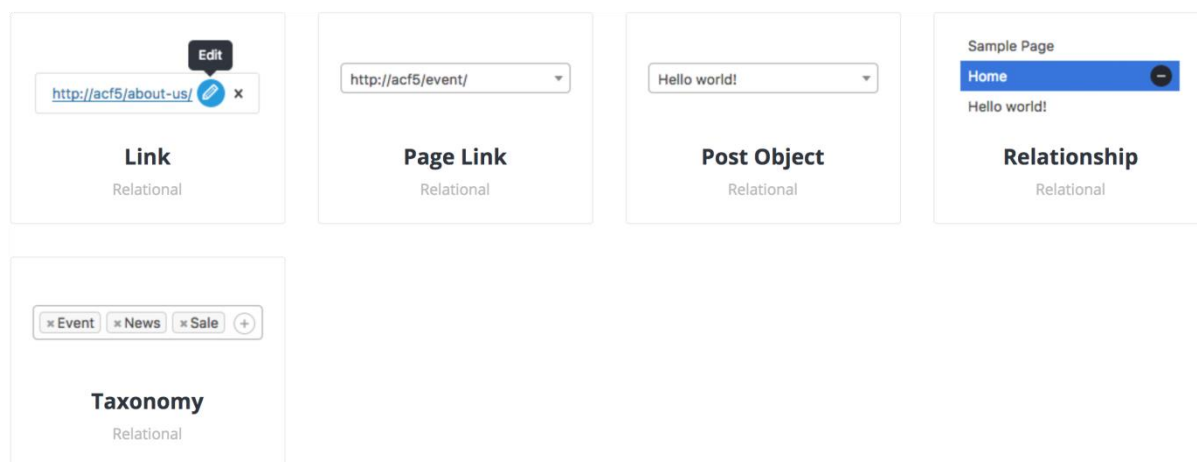 Edit
http://acf5/about-us/ ×
Link
Relational
http://acf5/event/
Page Link
Relational
Hello world!
Post Object
Relational
Sample Page
Home
Hello world!
Relationship
Relational
× Event × News × Sale +
Taxonomy
Relational